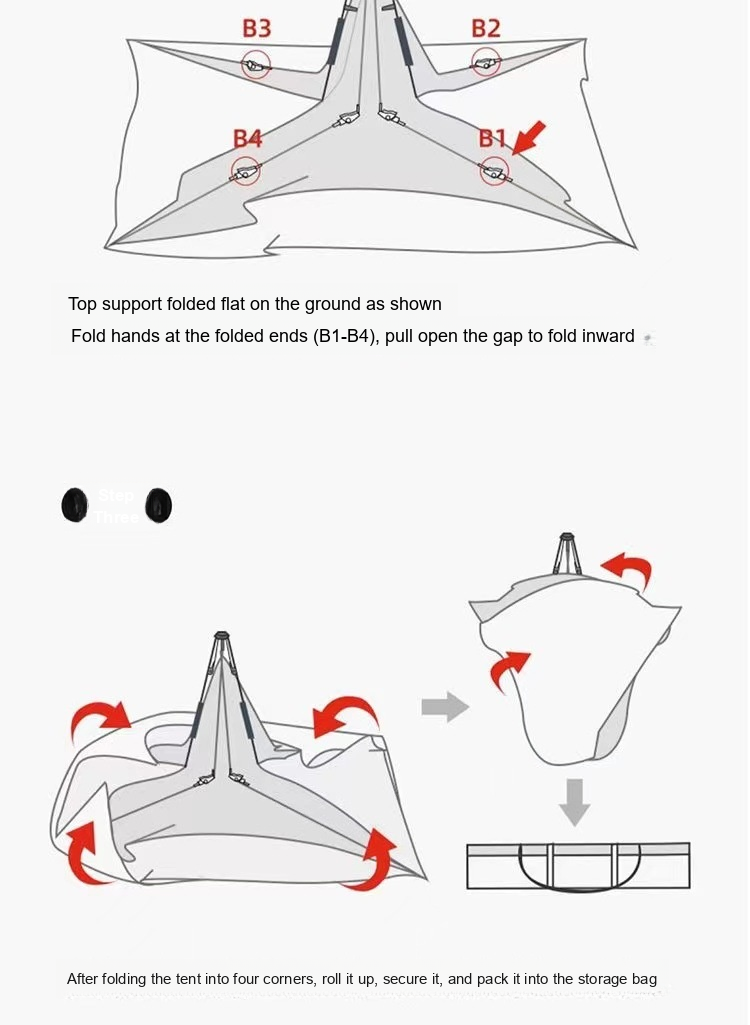 B3
B2
B4
B1
Top support folded flat on the ground as shown
Fold hands at the folded ends (B1-B4), pull open the gap to fold inward
Step
Three
After folding the tent into four corners, roll it up, secure it, and pack it into the storage bag